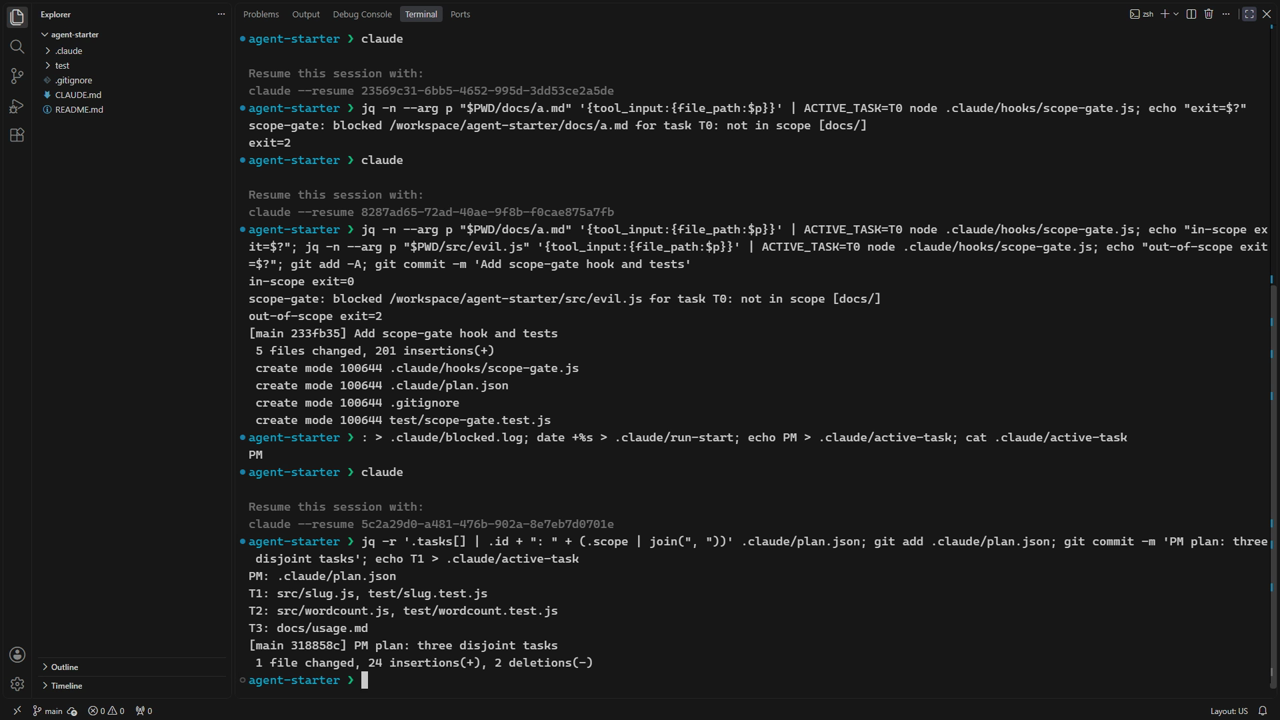 Explorer
agent-starter
.claude
test
.gitignore
CLAUDE.md
README.md
Outline
Timeline
Problems Output Debug Console Terminal Ports
zsh
agent-starter ❯ claude
Resume this session with:
claude --resume 23569c31-6bb5-4652-995d-3dd53ce2a5de
agent-starter ❯ jq -n --arg p "$PWD/docs/a.md" '{tool_input:{file_path:$p}}' | ACTIVE_TASK=T0 node .claude/hooks/scope-gate.js; echo "exit=$?"
scope-gate: blocked /workspace/agent-starter/docs/a.md for task T0: not in scope [docs/]
exit=2
agent-starter ❯ claude
Resume this session with:
claude --resume 8287ad65-72ad-40ae-9f8b-f0cae875a7fb
agent-starter ❯ jq -n --arg p "$PWD/docs/a.md" '{tool_input:{file_path:$p}}' | ACTIVE_TASK=T0 node .claude/hooks/scope-gate.js; echo "in-scope ex
it=$?"; jq -n --arg p "$PWD/src/evil.js" '{tool_input:{file_path:$p}}' | ACTIVE_TASK=T0 node .claude/hooks/scope-gate.js; echo "out-of-scope exit
=$?"; git add -A; git commit -m 'Add scope-gate hook and tests'
in-scope exit=0
scope-gate: blocked /workspace/agent-starter/src/evil.js for task T0: not in scope [docs/]
out-of-scope exit=2
[main 233fb35] Add scope-gate hook and tests
5 files changed, 201 insertions(+)
create mode 100644 .claude/hooks/scope-gate.js
create mode 100644 .claude/plan.json
create mode 100644 .gitignore
create mode 100644 test/scope-gate.test.js
agent-starter ❯ : > .claude/blocked.log; date +%s > .claude/run-start; echo PM > .claude/active-task; cat .claude/active-task
PM
agent-starter ❯ claude
Resume this session with:
claude --resume 5c2a29d0-a481-476b-902a-8e7eb7d0701e
agent-starter ❯ jq -r '.tasks[] | .id + ": " + (.scope | join(", "))' .claude/plan.json; git add .claude/plan.json; git commit -m 'PM plan: three
disjoint tasks'; echo T1 > .claude/active-task
PM: .claude/plan.json
T1: src/slug.js, test/slug.test.js
T2: src/wordcount.js, test/wordcount.test.js
T3: docs/usage.md
[main 318858c] PM plan: three disjoint tasks
1 file changed, 24 insertions(+), 2 deletions(-)
agent-starter ❯
main 0 0 0 Layout: US